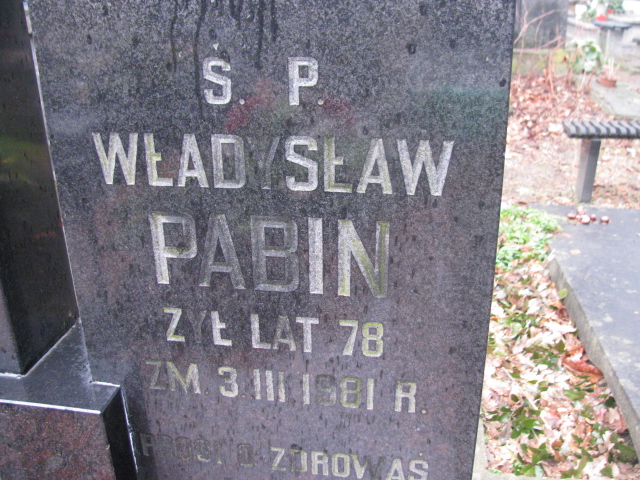 Ś. P.
WŁADYSŁAW
PABIN
ŻYŁ LAT 78
ZM. 3.III.1981 R
PROSI O ZDROWAŚ